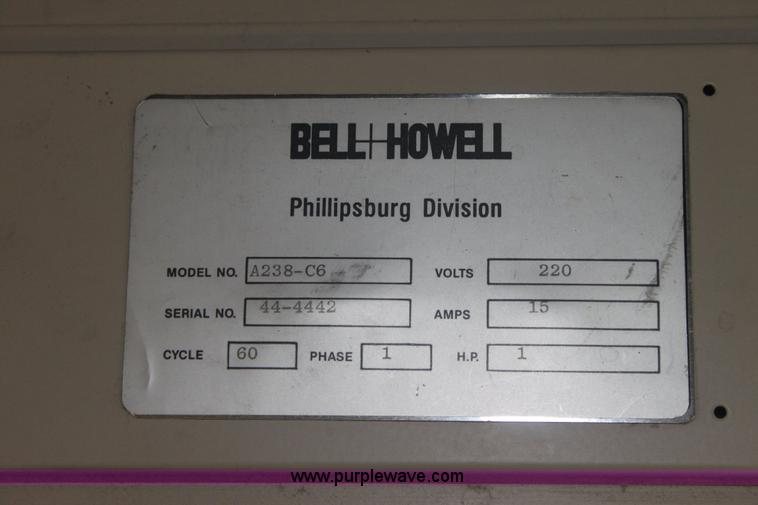 BELL+HOWELL
Phillipsburg Division
MODEL NO. A238-C6 VOLTS 220
SERIAL NO. 44-4442 AMPS 15
CYCLE 60 PHASE 1 H.P. 1
www.purplewave.com